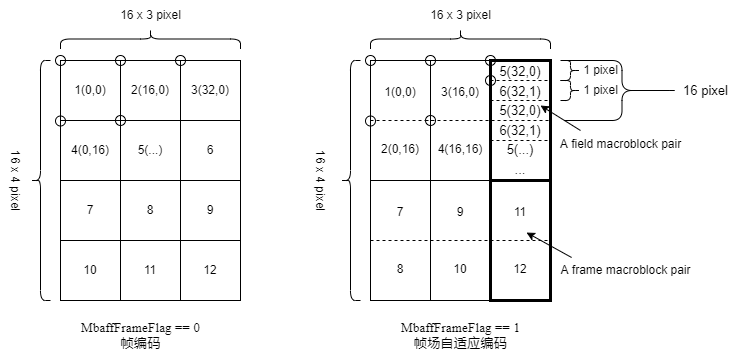 16 x 3 pixel
16 x 4 pixel
1(0,0)
2(16,0)
3(32,0)
4(0,16)
5(...)
6
7
8
9
10
11
12
MbaffFrameFlag == 0
帧编码
16 x 3 pixel
16 x 4 pixel
1(0,0)
3(16,0)
5(32,0)
6(32,1)
5(32,0)
6(32,1)
5(...)
...
1 pixel
1 pixel
16 pixel
2(0,16)
4(16,16)
A field macroblock pair
7
9
11
8
10
12
A frame macroblock pair
MbaffFrameFlag == 1
帧场自适应编码